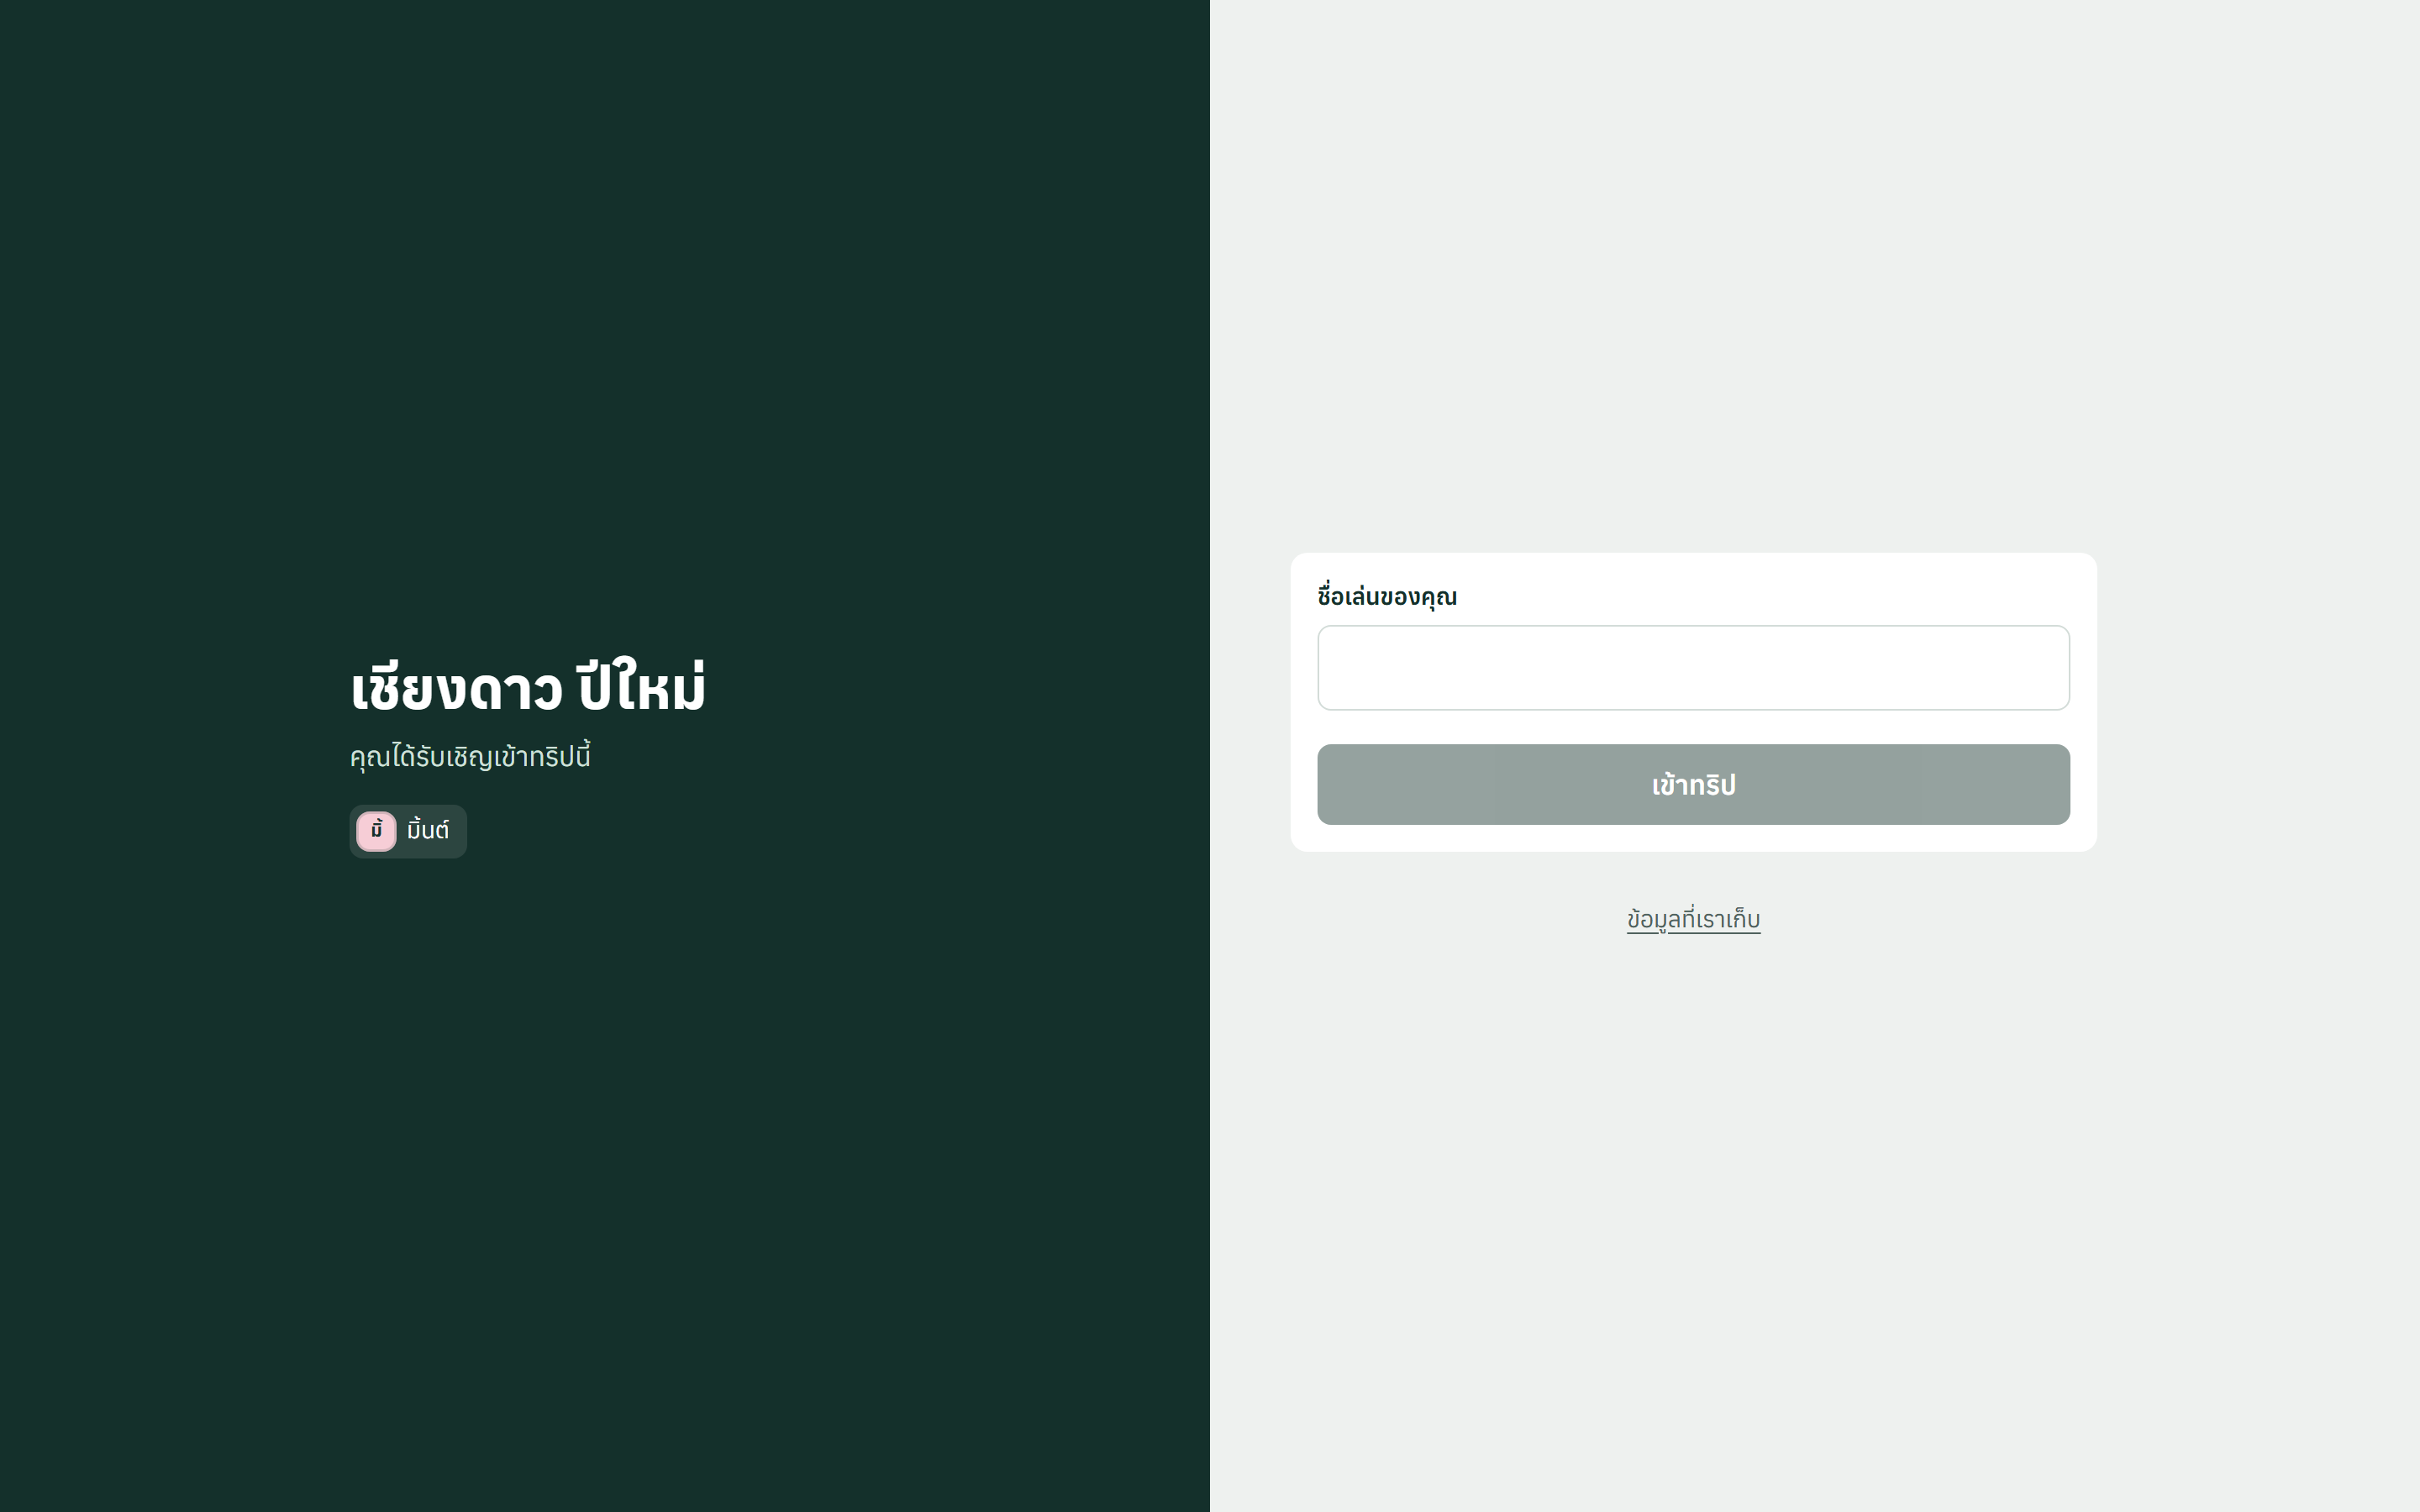 เชียงดาว ปีใหม่
คุณได้รับเชิญเข้าทริปนี้
มิ้ มิ้นต์
ชื่อเล่นของคุณ
เข้าทริป
ข้อมูลที่เราเก็บ